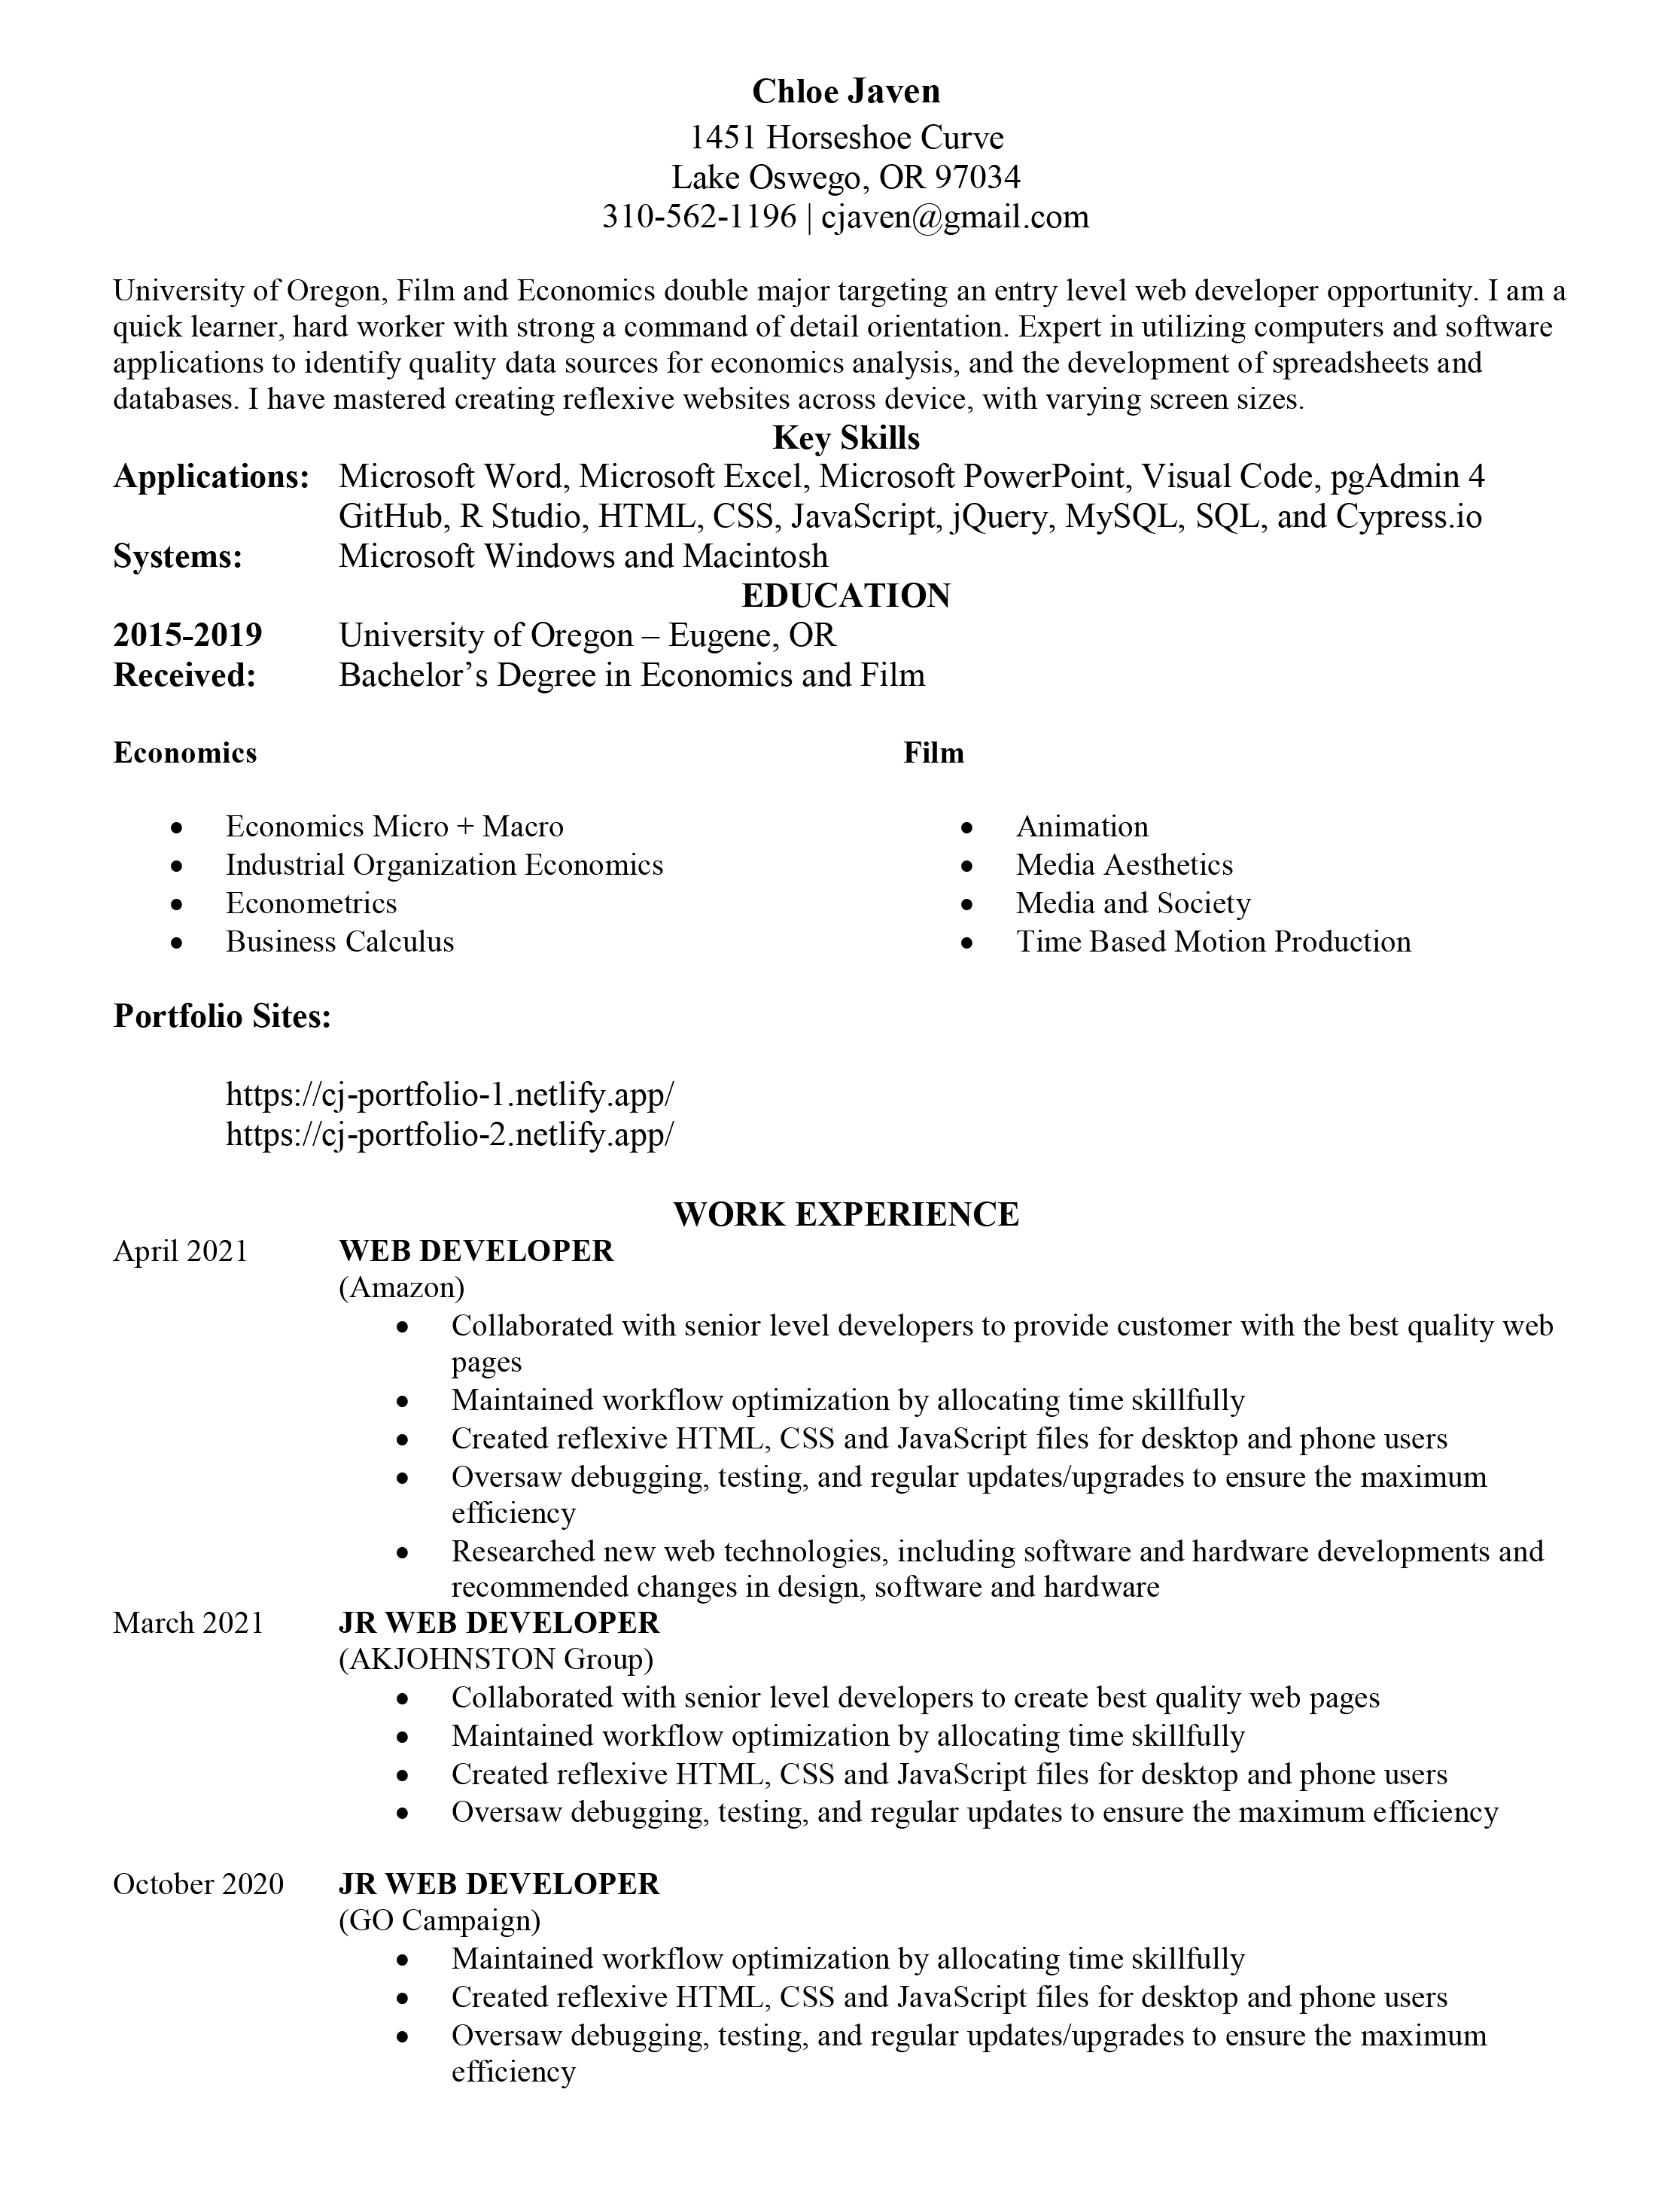 Chloe Javen
1451 Horseshoe Curve
Lake Oswego, OR 97034
310-562-1196 | cjaven@gmail.com
University of Oregon, Film and Economics double major targeting an entry level web developer opportunity. I am a
quick learner, hard worker with strong a command of detail orientation. Expert in utilizing computers and software
applications to identify quality data sources for economics analysis, and the development of spreadsheets and
databases. I have mastered creating reflexive websites across device, with varying screen sizes.
Key Skills
Applications: Microsoft Word, Microsoft Excel, Microsoft PowerPoint, Visual Code, pgAdmin 4
GitHub, R Studio, HTML, CSS, JavaScript, jQuery, MySQL, SQL, and Cypress.io
Systems: Microsoft Windows and Macintosh
EDUCATION
2015-2019 University of Oregon – Eugene, OR
Received: Bachelor’s Degree in Economics and Film
Economics
• Economics Micro + Macro
• Industrial Organization Economics
• Econometrics
• Business Calculus
Film
• Animation
• Media Aesthetics
• Media and Society
• Time Based Motion Production
Portfolio Sites:
https://cj-portfolio-1.netlify.app/
https://cj-portfolio-2.netlify.app/
WORK EXPERIENCE
April 2021 WEB DEVELOPER
(Amazon)
• Collaborated with senior level developers to provide customer with the best quality web
pages
• Maintained workflow optimization by allocating time skillfully
• Created reflexive HTML, CSS and JavaScript files for desktop and phone users
• Oversaw debugging, testing, and regular updates/upgrades to ensure the maximum
efficiency
• Researched new web technologies, including software and hardware developments and
recommended changes in design, software and hardware
March 2021 JR WEB DEVELOPER
(AKJOHNSTON Group)
• Collaborated with senior level developers to create best quality web pages
• Maintained workflow optimization by allocating time skillfully
• Created reflexive HTML, CSS and JavaScript files for desktop and phone users
• Oversaw debugging, testing, and regular updates to ensure the maximum efficiency
October 2020 JR WEB DEVELOPER
(GO Campaign)
• Maintained workflow optimization by allocating time skillfully
• Created reflexive HTML, CSS and JavaScript files for desktop and phone users
• Oversaw debugging, testing, and regular updates/upgrades to ensure the maximum
efficiency